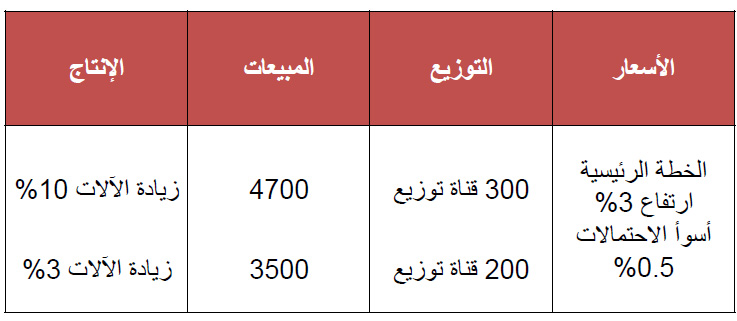 الأسعار
التوزيع
المبيعات
الإنتاج
الخطة الرئيسية
ارتفاع 3%
أسوأ الاحتمالات
0.5%
300 قناة توزيع
4700
زيادة الآلات 10%
200 قناة توزيع
3500
زيادة الآلات 3%